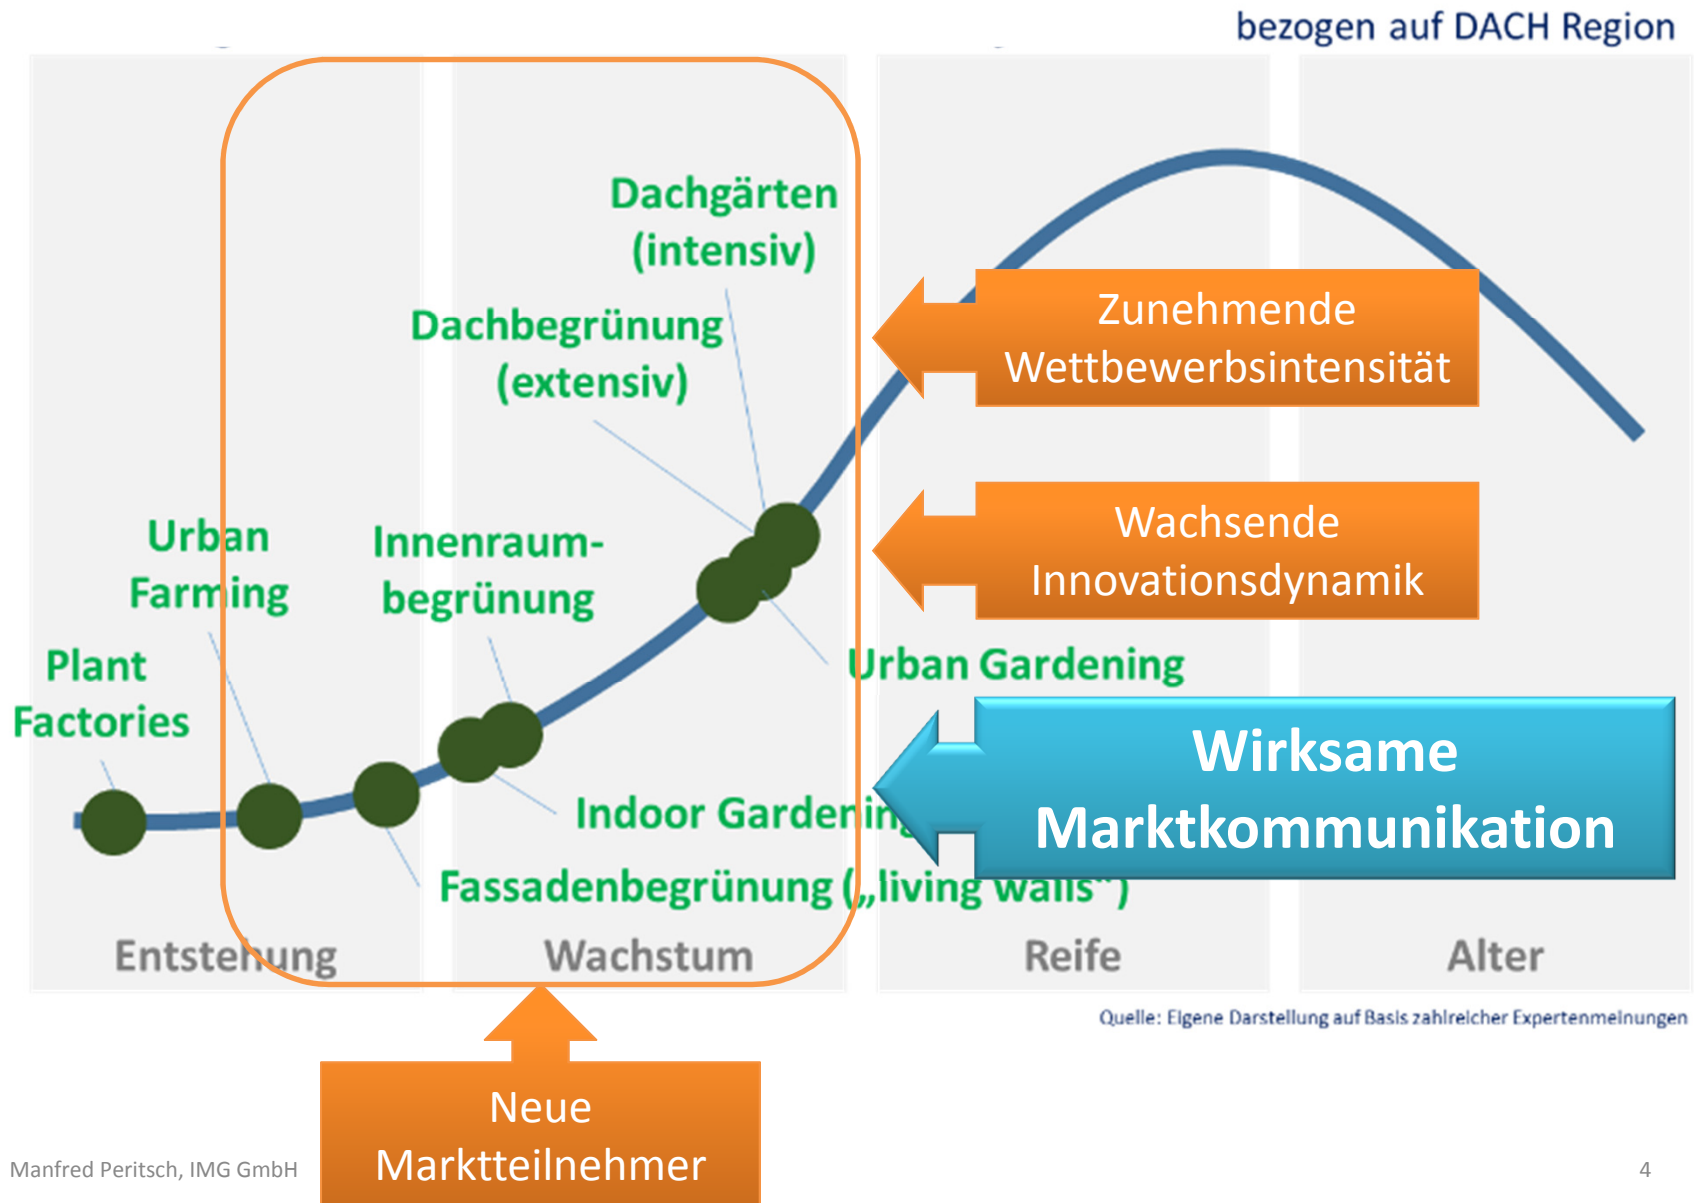 bezogen auf DACH Region
Dachgärten
(intensiv)
Dachbegrünung
(extensiv)
Zunehmende
Wettbewerbsintensität
Urban
Farming
Innenraum-
begrünung
Wachsende
Innovationsdynamik
Plant
Factories
Urban Gardening
Indoor Gardening
Wirksame
Marktkommunikation
Fassadenbegrünung („living walls“)
Entstehung
Wachstum
Reife
Alter
Quelle: Eigene Darstellung auf Basis zahlreicher Expertenmeinungen
Neue
Marktteilnehmer
Manfred Peritsch, IMG GmbH
4